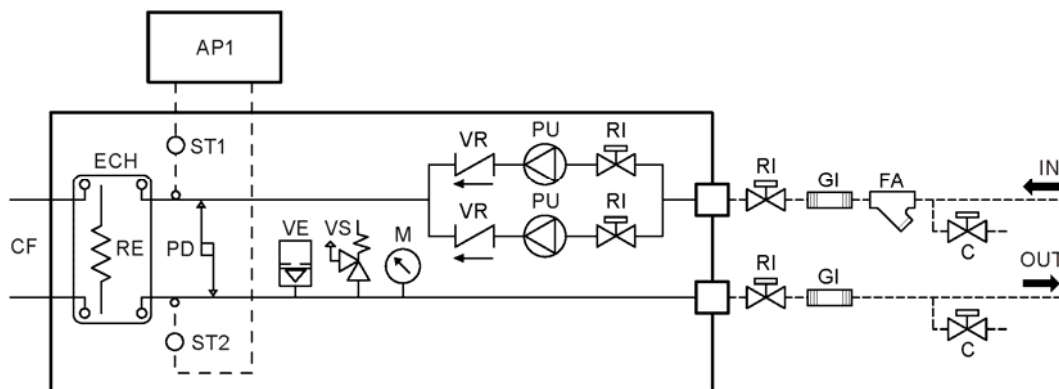 AP1
ST1
ECH
VR
PU
RI
RI
GI
FA
IN
CF
RE
PD
VE
VS
M
VR
PU
RI
C
OUT
RI
GI
ST2
C